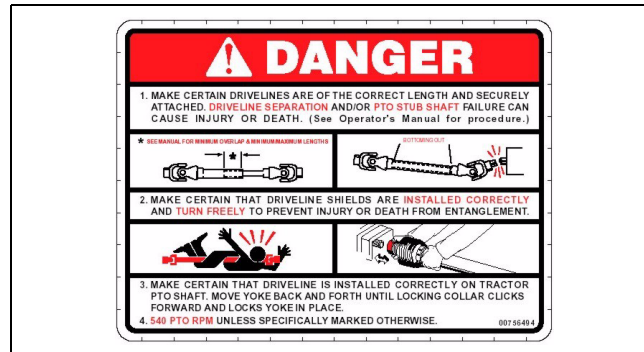 DANGER
1. MAKE CERTAIN DRIVELINES ARE OF THE CORRECT LENGTH AND SECURELY
ATTACHED. DRIVELINE SEPARATION AND/OR PTO STUB SHAFT FAILURE CAN
CAUSE INJURY OR DEATH. (See Operator's Manual for procedure.)
* SEE MANUAL FOR MINIMUM OVERLAP & MINIMUM/MAXIMUM LENGTHS
*
BOTTOMING OUT
2. MAKE CERTAIN THAT DRIVELINE SHIELDS ARE INSTALLED CORRECTLY
AND TURN FREELY TO PREVENT INJURY OR DEATH FROM ENTANGLEMENT.
3. MAKE CERTAIN THAT DRIVELINE IS INSTALLED CORRECTLY ON TRACTOR
PTO SHAFT. MOVE YOKE BACK AND FORTH UNTIL LOCKING COLLAR CLICKS
FORWARD AND LOCKS YOKE IN PLACE.
4. 540 PTO RPM UNLESS SPECIFICALLY MARKED OTHERWISE.
00756494